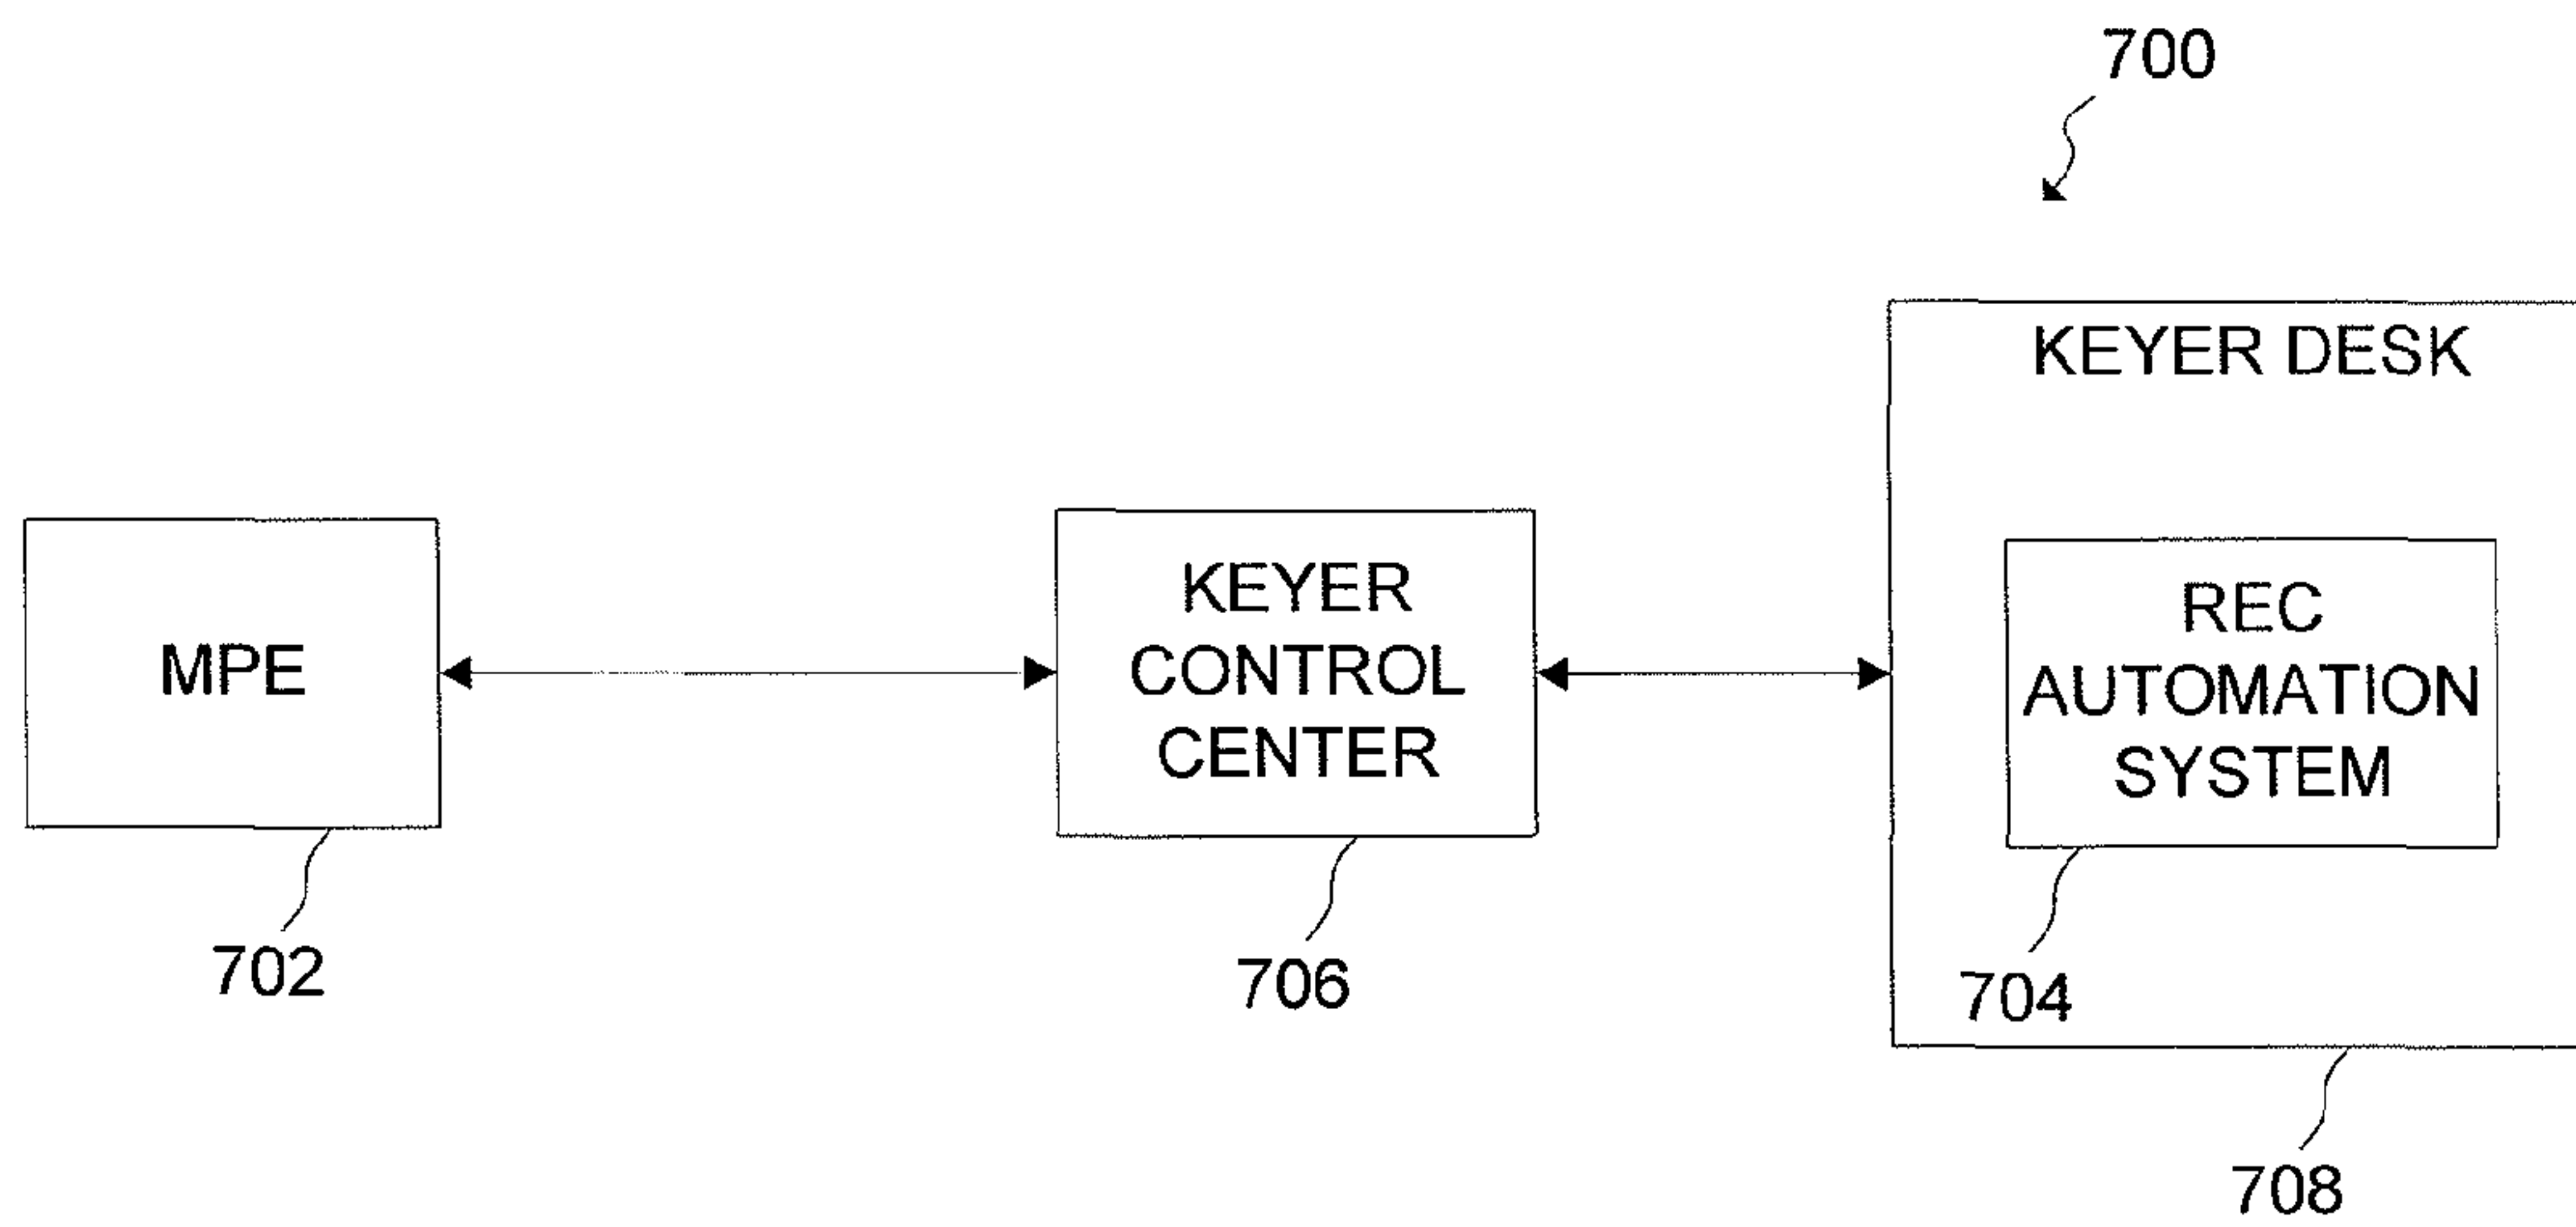 700
KEYER DESK
MPE
KEYER
CONTROL
CENTER
REC
AUTOMATION
SYSTEM
702
706
704
708